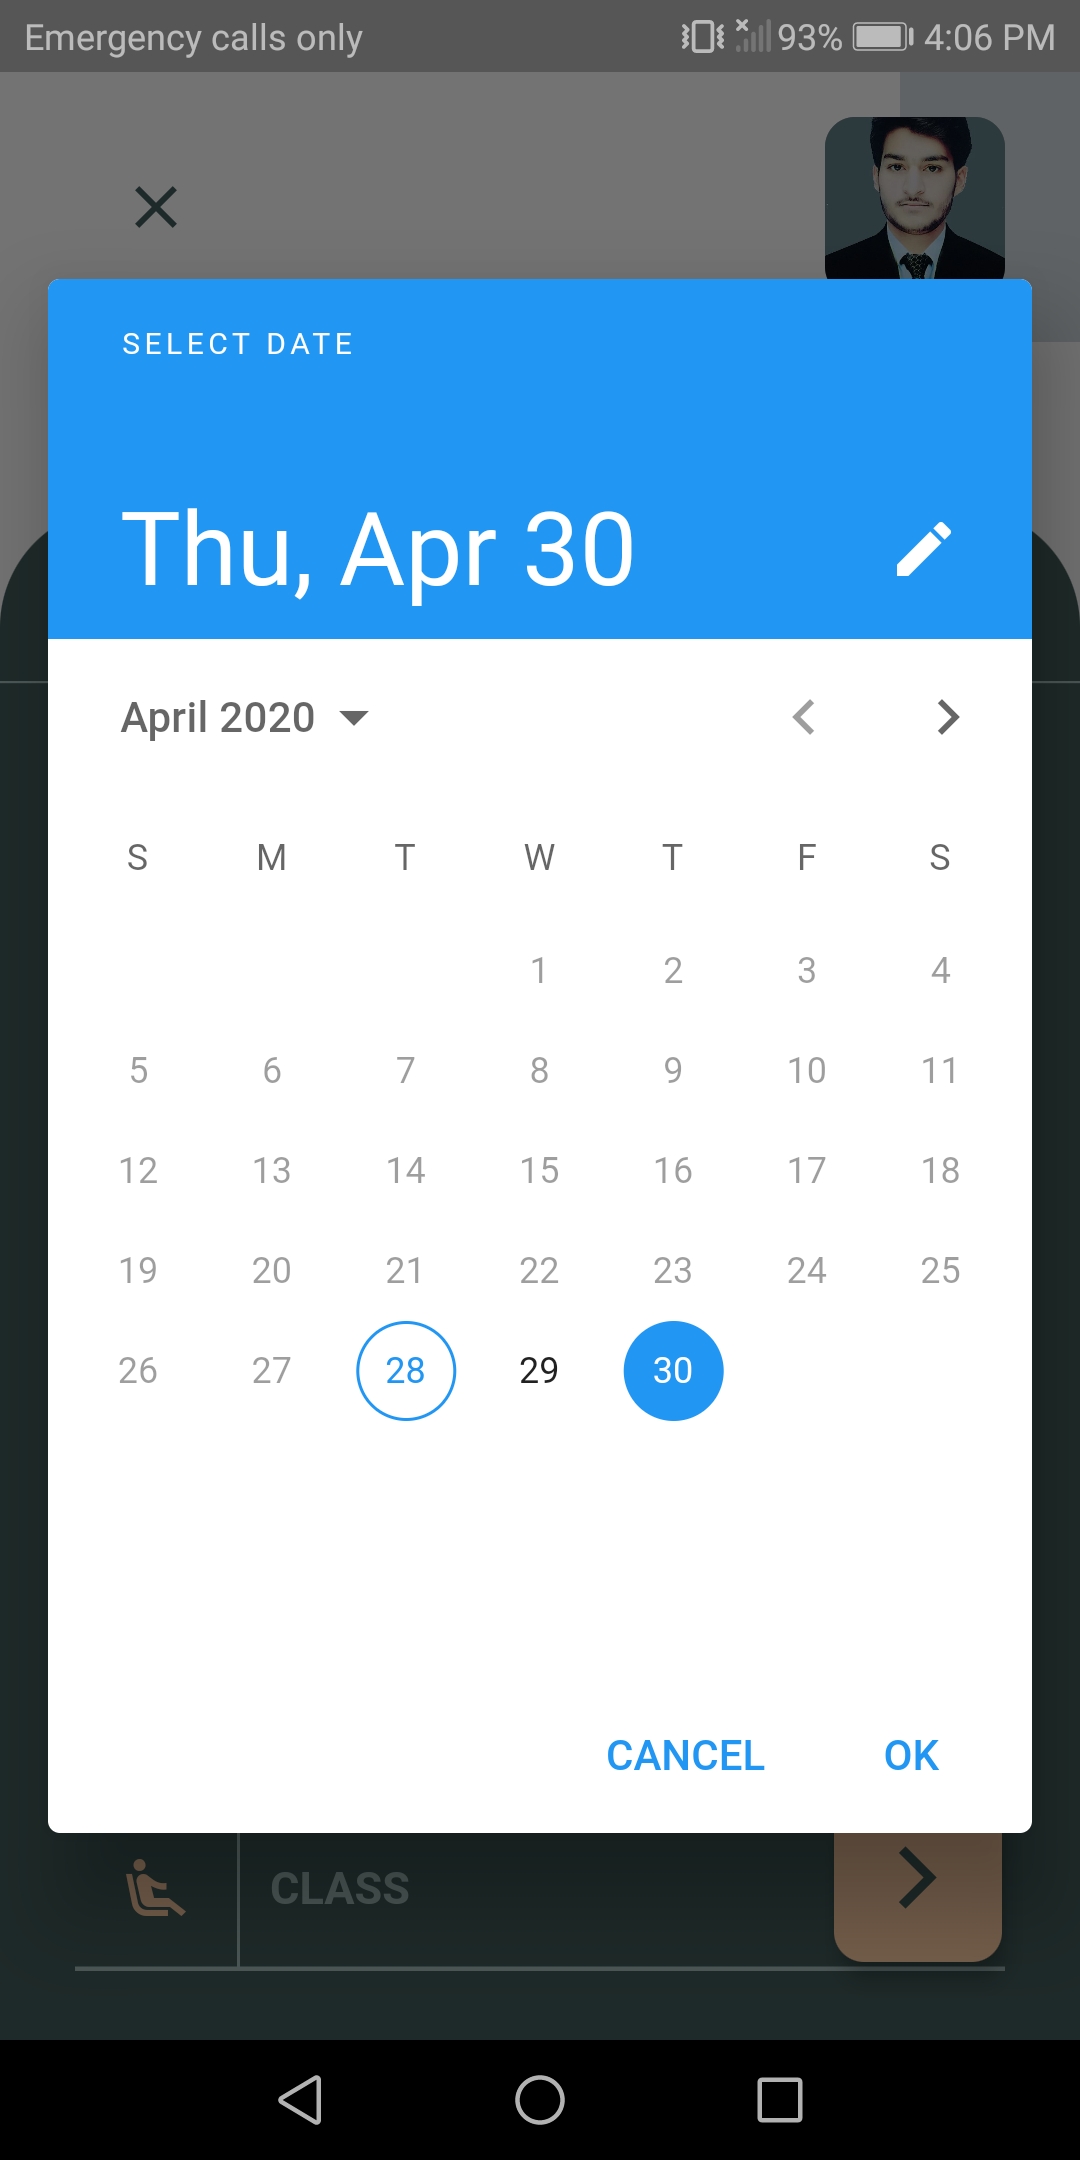 Emergency calls only 93% 4:06 PM
SELECT DATE
Thu, Apr 30
April 2020
S M T W T F S
1 2 3 4
5 6 7 8 9 10 11
12 13 14 15 16 17 18
19 20 21 22 23 24 25
26 27 28 29 30
CANCEL OK
CLASS